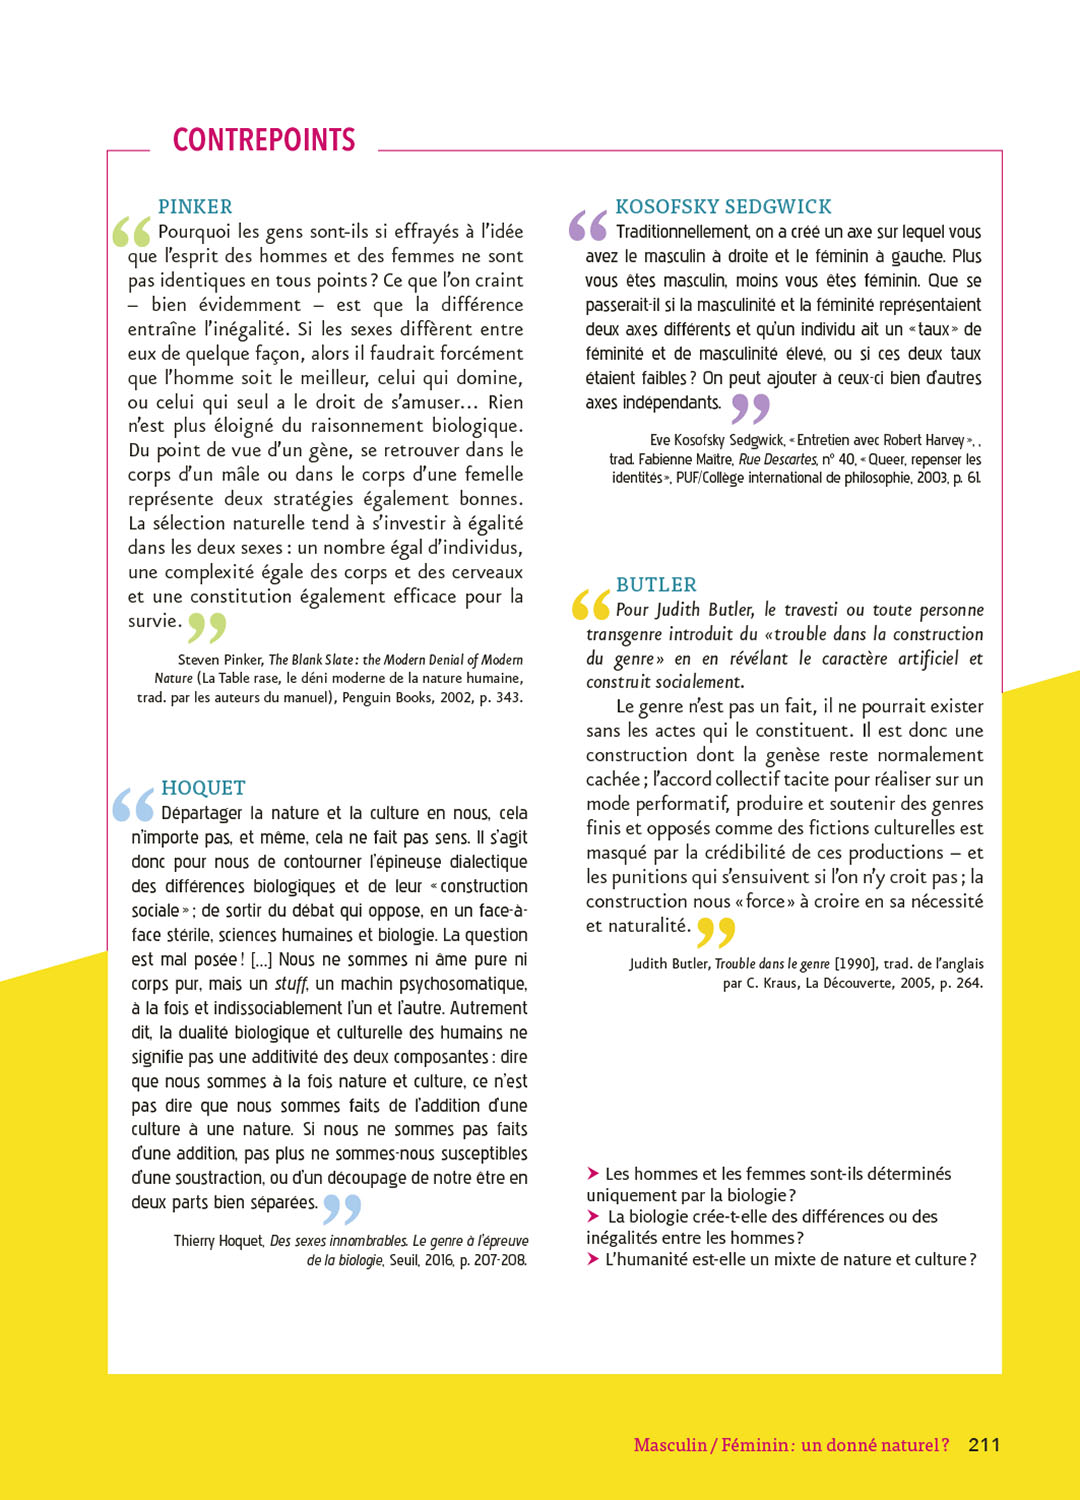 CONTREPOINTS
PINKER
“Pourquoi les gens sont-ils si effrayés à l’idée
que l’esprit des hommes et des femmes ne sont
pas identiques en tous points ? Ce que l’on craint
– bien évidemment – est que la différence
entraîne l’inégalité. Si les sexes diffèrent entre
eux de quelque façon, alors il faudrait forcément
que l’homme soit le meilleur, celui qui domine,
ou celui qui seul a le droit de s’amuser… Rien
n’est plus éloigné du raisonnement biologique.
Du point de vue d’un gène, se retrouver dans le
corps d’un mâle ou dans le corps d’une femelle
représente deux stratégies également bonnes.
La sélection naturelle tend à s’investir à égalité
dans les deux sexes : un nombre égal d’individus,
une complexité égale des corps et des cerveaux
et une constitution également efficace pour la
survie.”
Steven Pinker, The Blank Slate : the Modern Denial of Modern
Nature (La Table rase, le déni moderne de la nature humaine,
trad. par les auteurs du manuel), Penguin Books, 2002, p. 343.
HOQUET
“Départager la nature et la culture en nous, cela
n’importe pas, et même, cela ne fait pas sens. Il s’agit
donc pour nous de contourner l’épineuse dialectique
des différences biologiques et de leur « construction
sociale » ; de sortir du débat qui oppose, en un face-à-
face stérile, sciences humaines et biologie. La question
est mal posée ! [...] Nous ne sommes ni âme pure ni
corps pur, mais un stuff, un machin psychosomatique,
à la fois et indissociablement l’un et l’autre. Autrement
dit, la dualité biologique et culturelle des humains ne
signifie pas une additivité des deux composantes : dire
que nous sommes à la fois nature et culture, ce n’est
pas dire que nous sommes faits de l’addition d’une
culture à une nature. Si nous ne sommes pas faits
d’une addition, pas plus ne sommes-nous susceptibles
d’une soustraction, ou d’un découpage de notre être en
deux parts bien séparées.”
Thierry Hoquet, Des sexes innombrables. Le genre à l’épreuve
de la biologie, Seuil, 2016, p. 207-208.
KOSOFSKY SEDGWICK
“Traditionnellement, on a créé un axe sur lequel vous
avez le masculin à droite et le féminin à gauche. Plus
vous êtes masculin, moins vous êtes féminin. Que se
passerait-il si la masculinité et la féminité représentaient
deux axes différents et qu’un individu ait un « taux » de
féminité et de masculinité élevé, ou si ces deux taux
étaient faibles ? On peut ajouter à ceux-ci bien d’autres
axes indépendants.”
Eve Kosofsky Sedgwick, « Entretien avec Robert Harvey », ,
trad. Fabienne Maître, Rue Descartes, nº 40, « Queer, repenser les
identités », PUF/Collège international de philosophie, 2003, p. 61.
BUTLER
“Pour Judith Butler, le travesti ou toute personne
transgenre introduit du « trouble dans la construction
du genre » en en révélant le caractère artificiel et
construit socialement.
Le genre n’est pas un fait, il ne pourrait exister
sans les actes qui le constituent. Il est donc une
construction dont la genèse reste normalement
cachée ; l’accord collectif tacite pour réaliser sur un
mode performatif, produire et soutenir des genres
finis et opposés comme des fictions culturelles est
masqué par la crédibilité de ces productions – et
les punitions qui s’ensuivent si l’on n’y croit pas ; la
construction nous « force » à croire en sa nécessité
et naturalité.”
Judith Butler, Trouble dans le genre [1990], trad. de l’anglais
par C. Kraus, La Découverte, 2005, p. 264.
➤ Les hommes et les femmes sont-ils déterminés
uniquement par la biologie ?
➤ La biologie crée-t-elle des différences ou des
inégalités entre les hommes ?
➤ L’humanité est-elle un mixte de nature et culture ?
Masculin / Féminin : un donné naturel ? 211